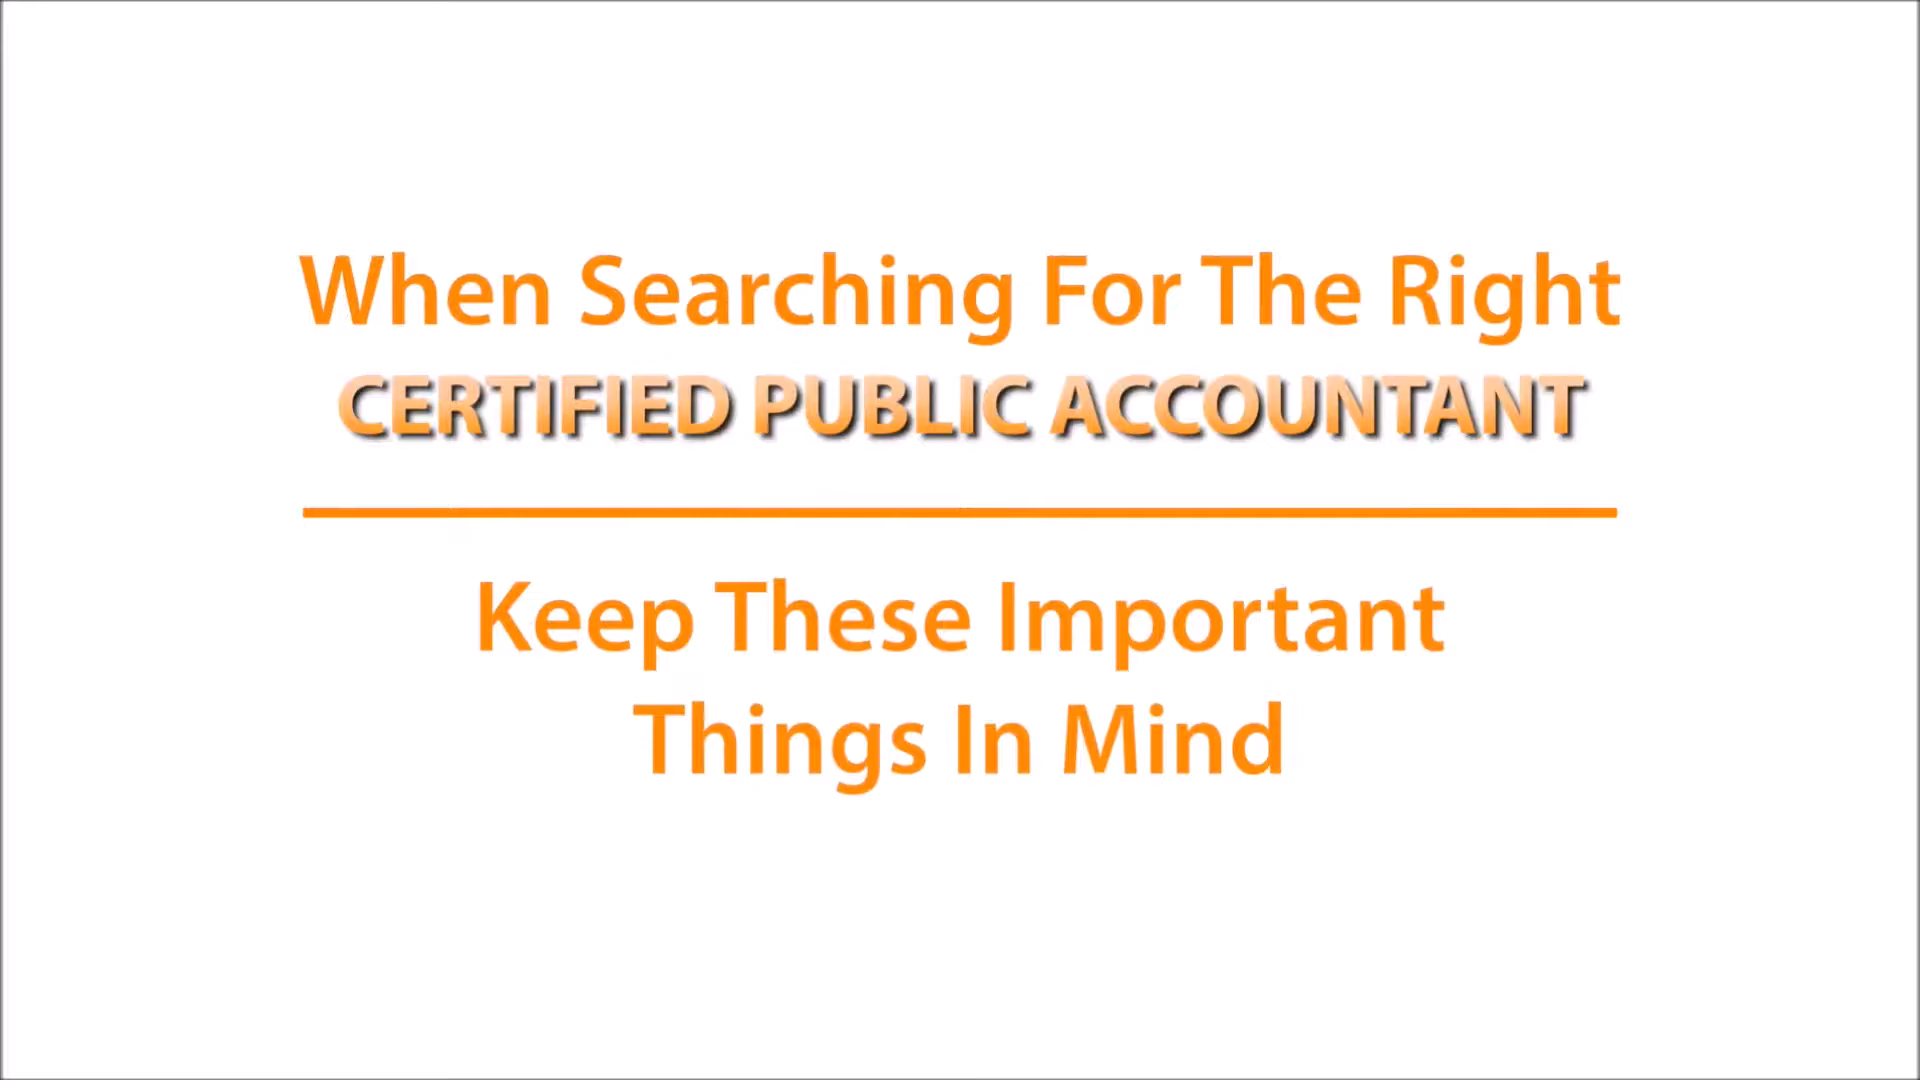 When Searching For The Right
CERTIFIED PUBLIC ACCOUNTANT
Keep These Important
Things In Mind